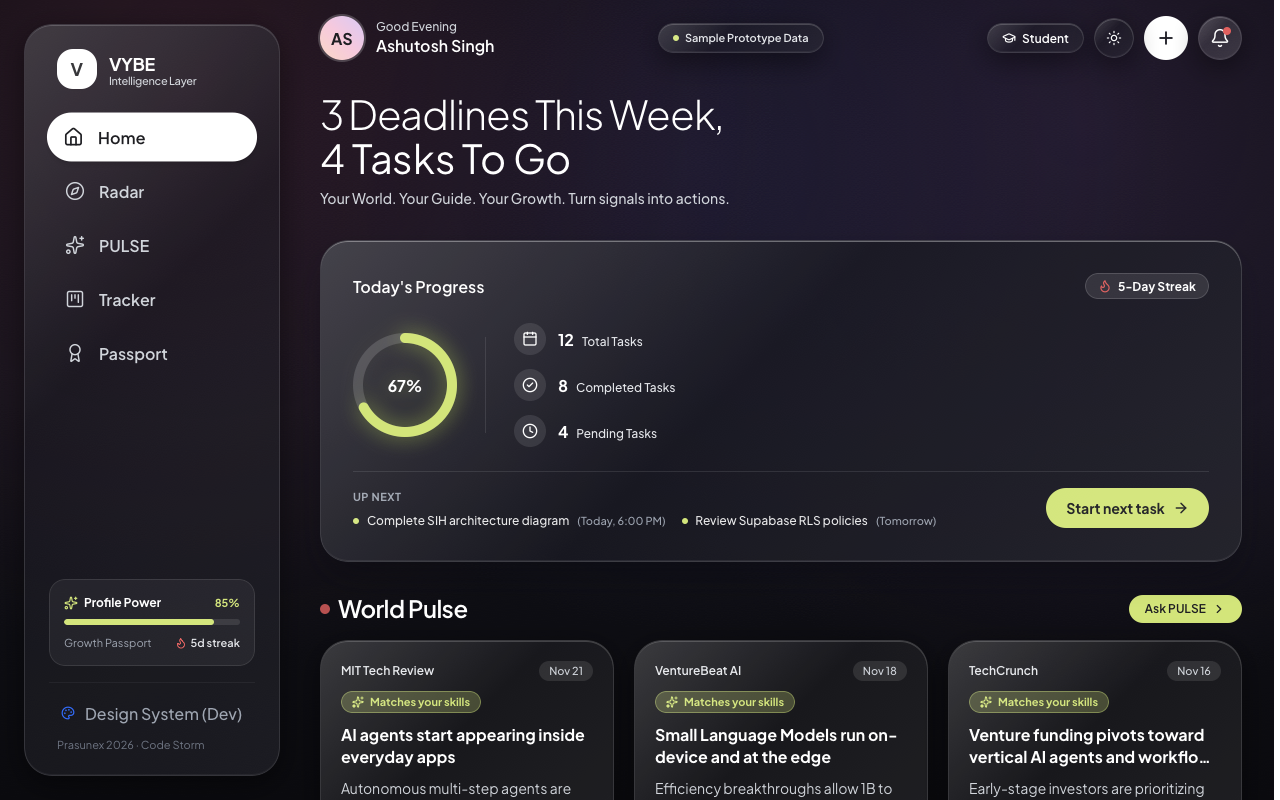 V
VYBE
Intelligence Layer
Home
Radar
PULSE
Tracker
Passport
Profile Power 85%
Growth Passport 5d streak
Design System (Dev)
Prasunex 2026 · Code Storm
AS
Good Evening
Ashutosh Singh
Sample Prototype Data
Student
3 Deadlines This Week,
4 Tasks To Go
Your World. Your Guide. Your Growth. Turn signals into actions.
Today's Progress
5-Day Streak
67%
12 Total Tasks
8 Completed Tasks
4 Pending Tasks
UP NEXT
Complete SIH architecture diagram (Today, 6:00 PM) Review Supabase RLS policies (Tomorrow)
Start next task
World Pulse
Ask PULSE
MIT Tech Review Nov 21
Matches your skills
AI agents start appearing inside
everyday apps
Autonomous multi-step agents are
VentureBeat AI Nov 18
Matches your skills
Small Language Models run on-
device and at the edge
Efficiency breakthroughs allow 1B to
TechCrunch Nov 16
Matches your skills
Venture funding pivots toward
vertical AI agents and workflo...
Early-stage investors are prioritizing